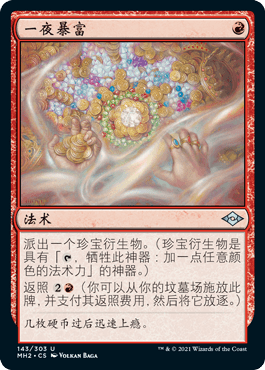 一夜暴富
法术
派出一个珍宝衍生物。（珍宝衍生物是
具有「，牺牲此神器：加一点任意颜
色的法术力」的神器。）
返照2（你可以从你的坟墓场施放此
牌，并支付其返照费用，然后将它放逐。）
几枚硬币过后迅速上瘾。
143/303 U
MH2 • CS VOLKAN BAGA
™ & © 2021 Wizards of the Coast